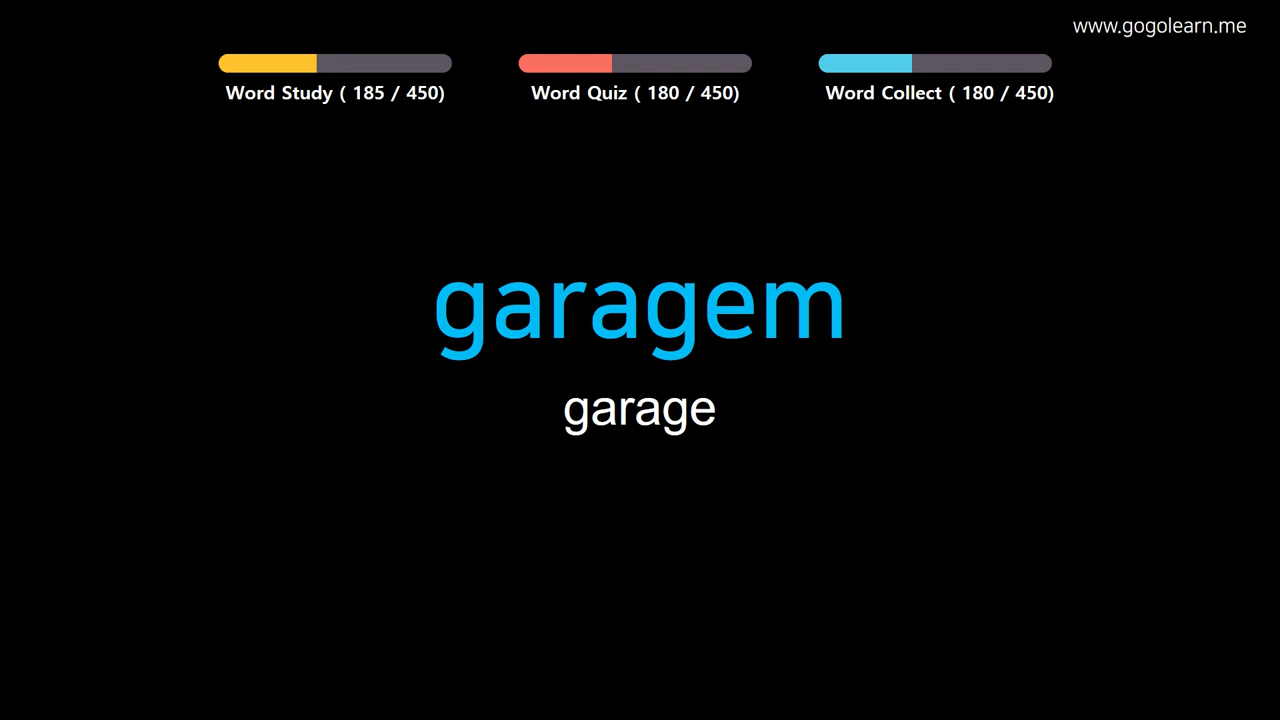 www.gogolearn.me
Word Study ( 185 / 450)
Word Quiz ( 180 / 450)
Word Collect ( 180 / 450)
garagem
garage